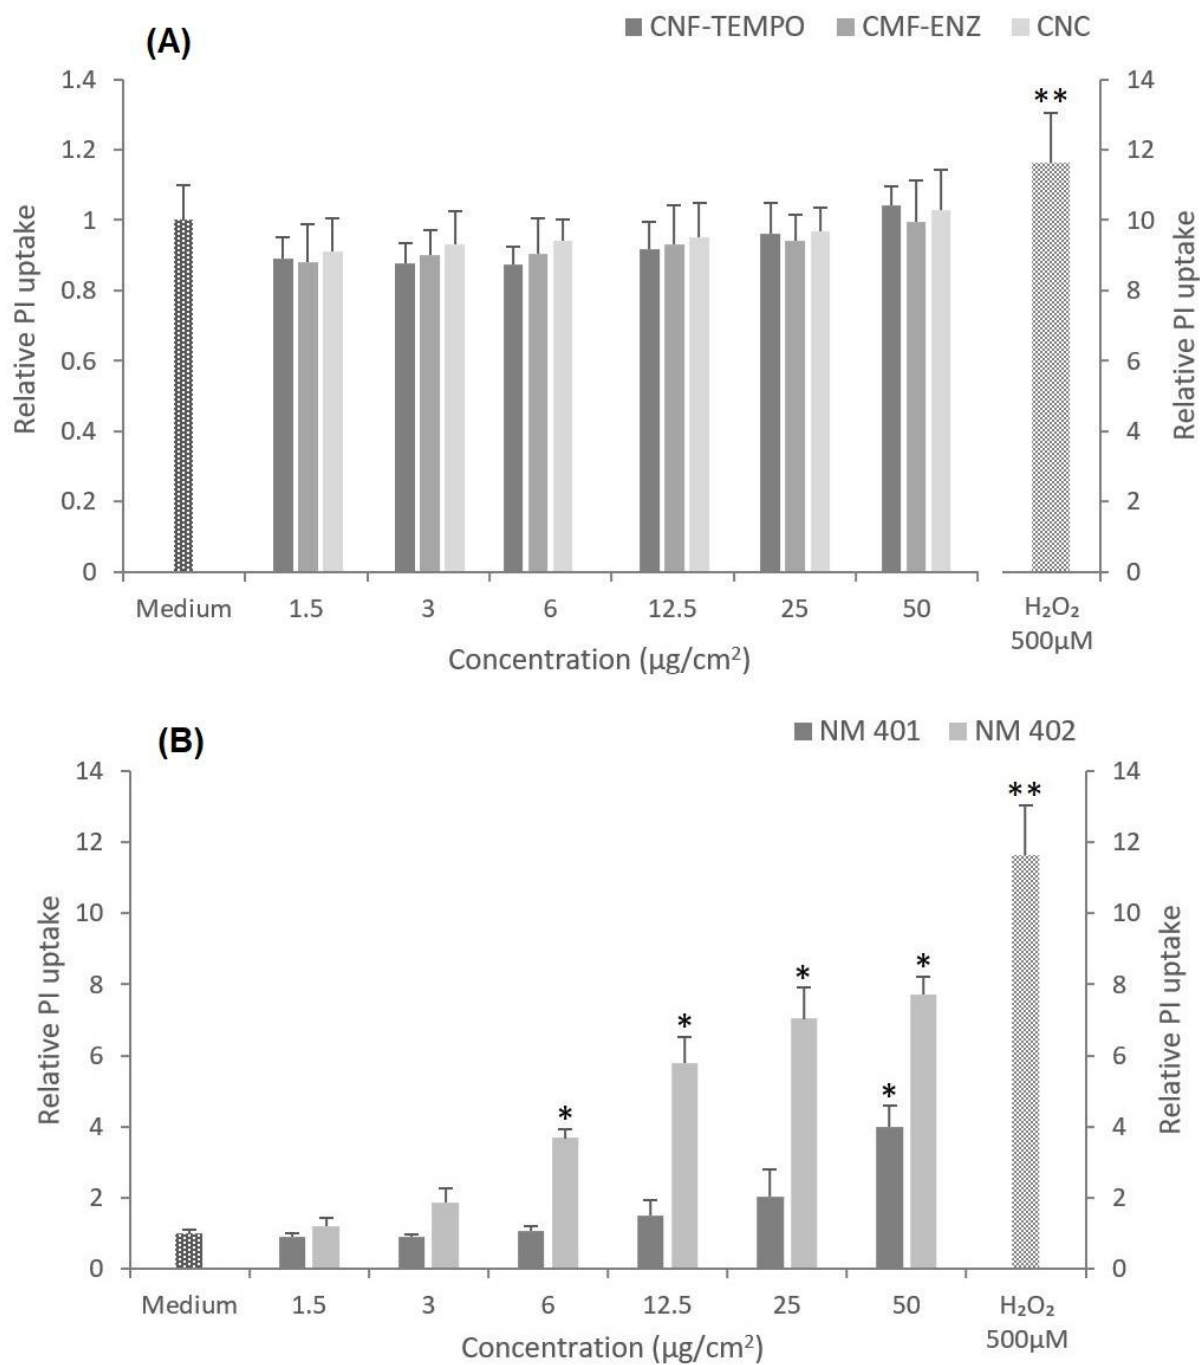 (A)
CNF-TEMPO CMF-ENZ CNC
1.4
1.2
1
0.8
0.6
0.4
0.2
0
Relative PI uptake
**
14
12
10
8
6
4
2
0
Relative PI uptake
Medium 1.5 3 6 12.5 25 50 H₂O₂
500μM
Concentration (μg/cm²)
(B)
NM 401 NM 402
14
12
10
8
6
4
2
0
Relative PI uptake
* * * * * **
14
12
10
8
6
4
2
0
Relative PI uptake
Medium 1.5 3 6 12.5 25 50 H₂O₂
500μM
Concentration (μg/cm²)